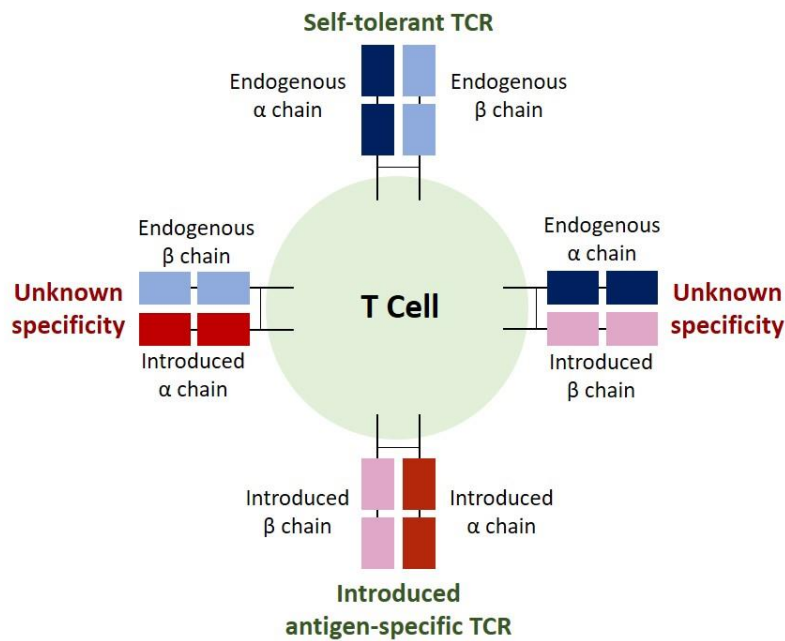 Self-tolerant TCR
Endogenous
α chain
Endogenous
β chain
Endogenous
β chain
Unknown
specificity
Introduced
α chain
T Cell
Endogenous
α chain
Unknown
specificity
Introduced
β chain
Introduced
β chain
Introduced
α chain
Introduced
antigen-specific TCR